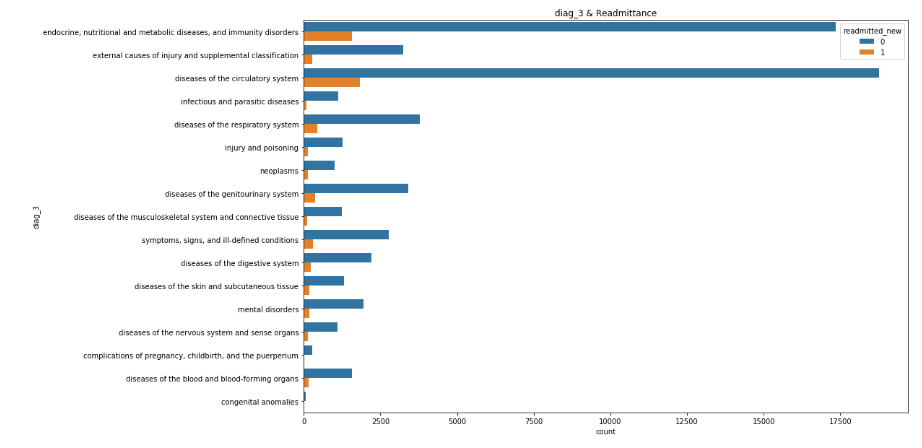 diag_3 & Readmittance
readmitted_new
0
1
diag_3
endocrine, nutritional and metabolic diseases, and immunity disorders
external causes of injury and supplemental classification
diseases of the circulatory system
infectious and parasitic diseases
diseases of the respiratory system
injury and poisoning
neoplasms
diseases of the genitourinary system
diseases of the musculoskeletal system and connective tissue
symptoms, signs, and ill-defined conditions
diseases of the digestive system
diseases of the skin and subcutaneous tissue
mental disorders
diseases of the nervous system and sense organs
complications of pregnancy, childbirth, and the puerperium
diseases of the blood and blood-forming organs
congenital anomalies
0 2500 5000 7500 10000 12500 15000 17500
count